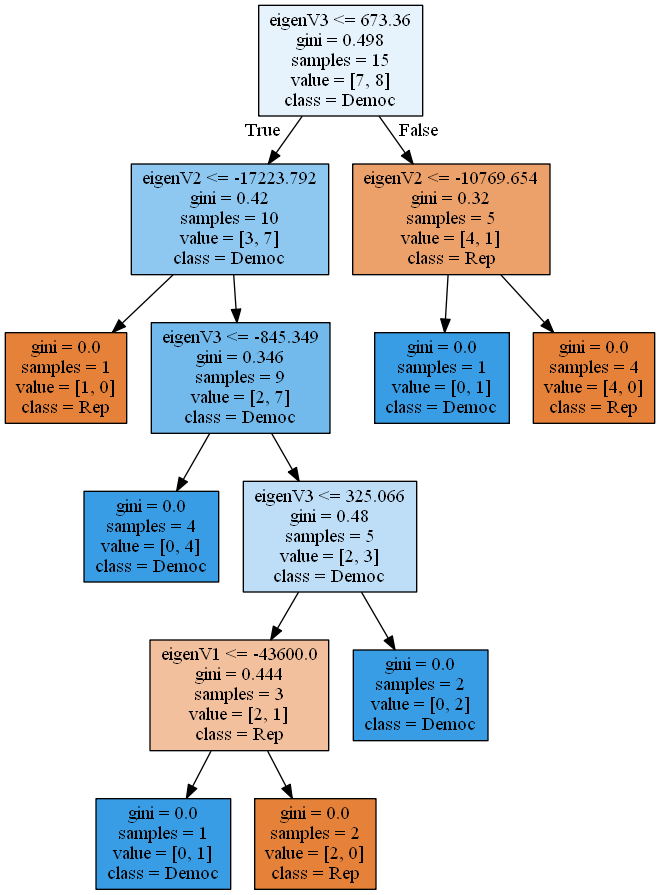 eigenV3 <= 673.36
gini = 0.498
samples = 15
value = [7, 8]
class = Democ
True
False
eigenV2 <= -17223.792
gini = 0.42
samples = 10
value = [3, 7]
class = Democ
eigenV2 <= -10769.654
gini = 0.32
samples = 5
value = [4, 1]
class = Rep
gini = 0.0
samples = 1
value = [1, 0]
class = Rep
eigenV3 <= -845.349
gini = 0.346
samples = 9
value = [2, 7]
class = Democ
gini = 0.0
samples = 1
value = [0, 1]
class = Democ
gini = 0.0
samples = 4
value = [4, 0]
class = Rep
gini = 0.0
samples = 4
value = [0, 4]
class = Democ
eigenV3 <= 325.066
gini = 0.48
samples = 5
value = [2, 3]
class = Democ
eigenV1 <= -43600.0
gini = 0.444
samples = 3
value = [2, 1]
class = Rep
gini = 0.0
samples = 2
value = [0, 2]
class = Democ
gini = 0.0
samples = 1
value = [0, 1]
class = Democ
gini = 0.0
samples = 2
value = [2, 0]
class = Rep